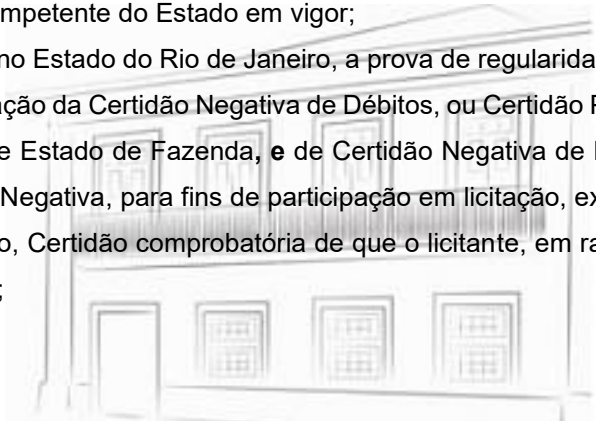 mpetente do Estado em vigor;
no Estado do Rio de Janeiro, a prova de regularida
ação da Certidão Negativa de Débitos, ou Certidão
e Estado de Fazenda, e de Certidão Negativa de
Negativa, para fins de participação em licitação, ex
o, Certidão comprobatória de que o licitante, em ra
;